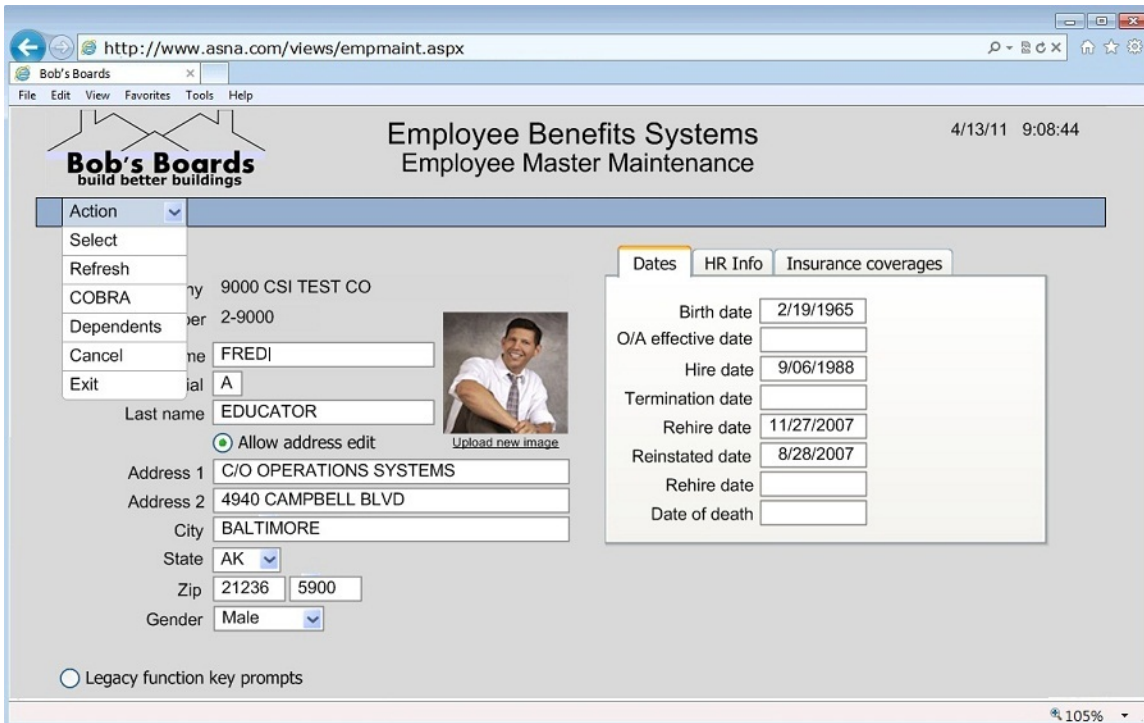 http://www.asna.com/views/empmaint.aspx
Bob's Boards
File Edit View Favorites Tools Help
Bob's Boards
build better buildings
Employee Benefits Systems
Employee Master Maintenance
4/13/11 9:08:44
Action
Select
Refresh
COBRA
Dependents
Cancel
Exit
ny 9000 CSI TEST CO
ber 2-9000
me FRED
ial A
Last name EDUCATOR
Allow address edit
Upload new image
Address 1 C/O OPERATIONS SYSTEMS
Address 2 4940 CAMPBELL BLVD
City BALTIMORE
State AK
Zip 21236 5900
Gender Male
Legacy function key prompts
Dates HR Info Insurance coverages
Birth date 2/19/1965
O/A effective date
Hire date 9/06/1988
Termination date
Rehire date 11/27/2007
Reinstated date 8/28/2007
Rehire date
Date of death
105%